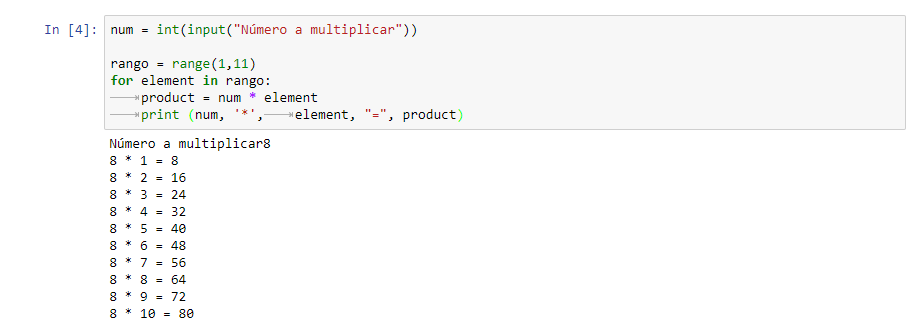 In [4]: num = int(input("Número a multiplicar"))
rango = range(1,11)
for element in rango:
product = num * element
print (num, '*', element, "=", product)
Número a multiplicar8
8 * 1 = 8
8 * 2 = 16
8 * 3 = 24
8 * 4 = 32
8 * 5 = 40
8 * 6 = 48
8 * 7 = 56
8 * 8 = 64
8 * 9 = 72
8 * 10 = 80